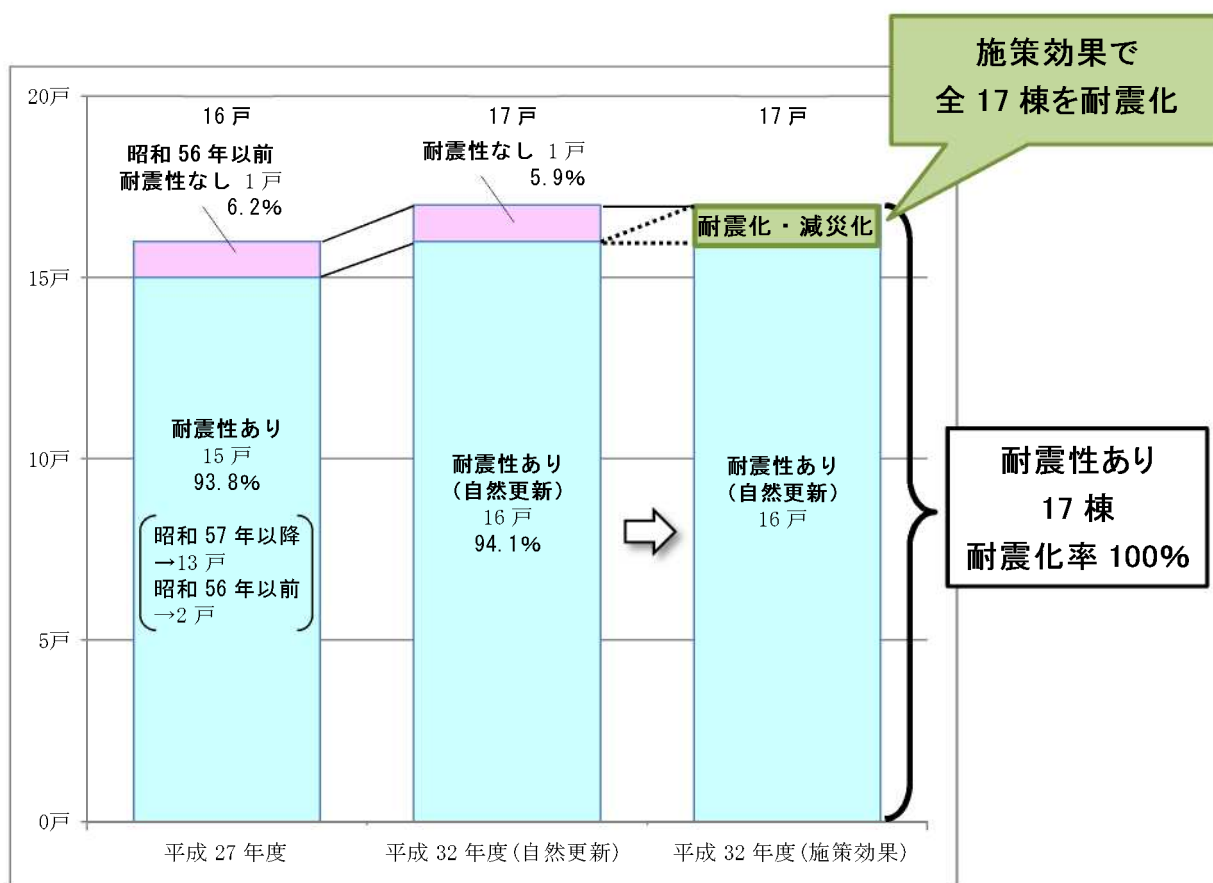 施策効果で
全 17 棟を耐震化
20戸
15戸
10戸
5戸
0戸
16 戸
昭和 56 年以前
耐震性なし 1 戸
6.2%
耐震性あり
15 戸
93.8%
昭和 57 年以降
→13 戸
昭和 56 年以前
→2 戸
平成 27 年度
17 戸
耐震性なし 1 戸
5.9%
耐震性あり
(自然更新)
16 戸
94.1%
平成 32 年度(自然更新)
17 戸
耐震化・減災化
耐震性あり
(自然更新)
16 戸
平成 32 年度(施策効果)
耐震性あり
17 棟
耐震化率 100%